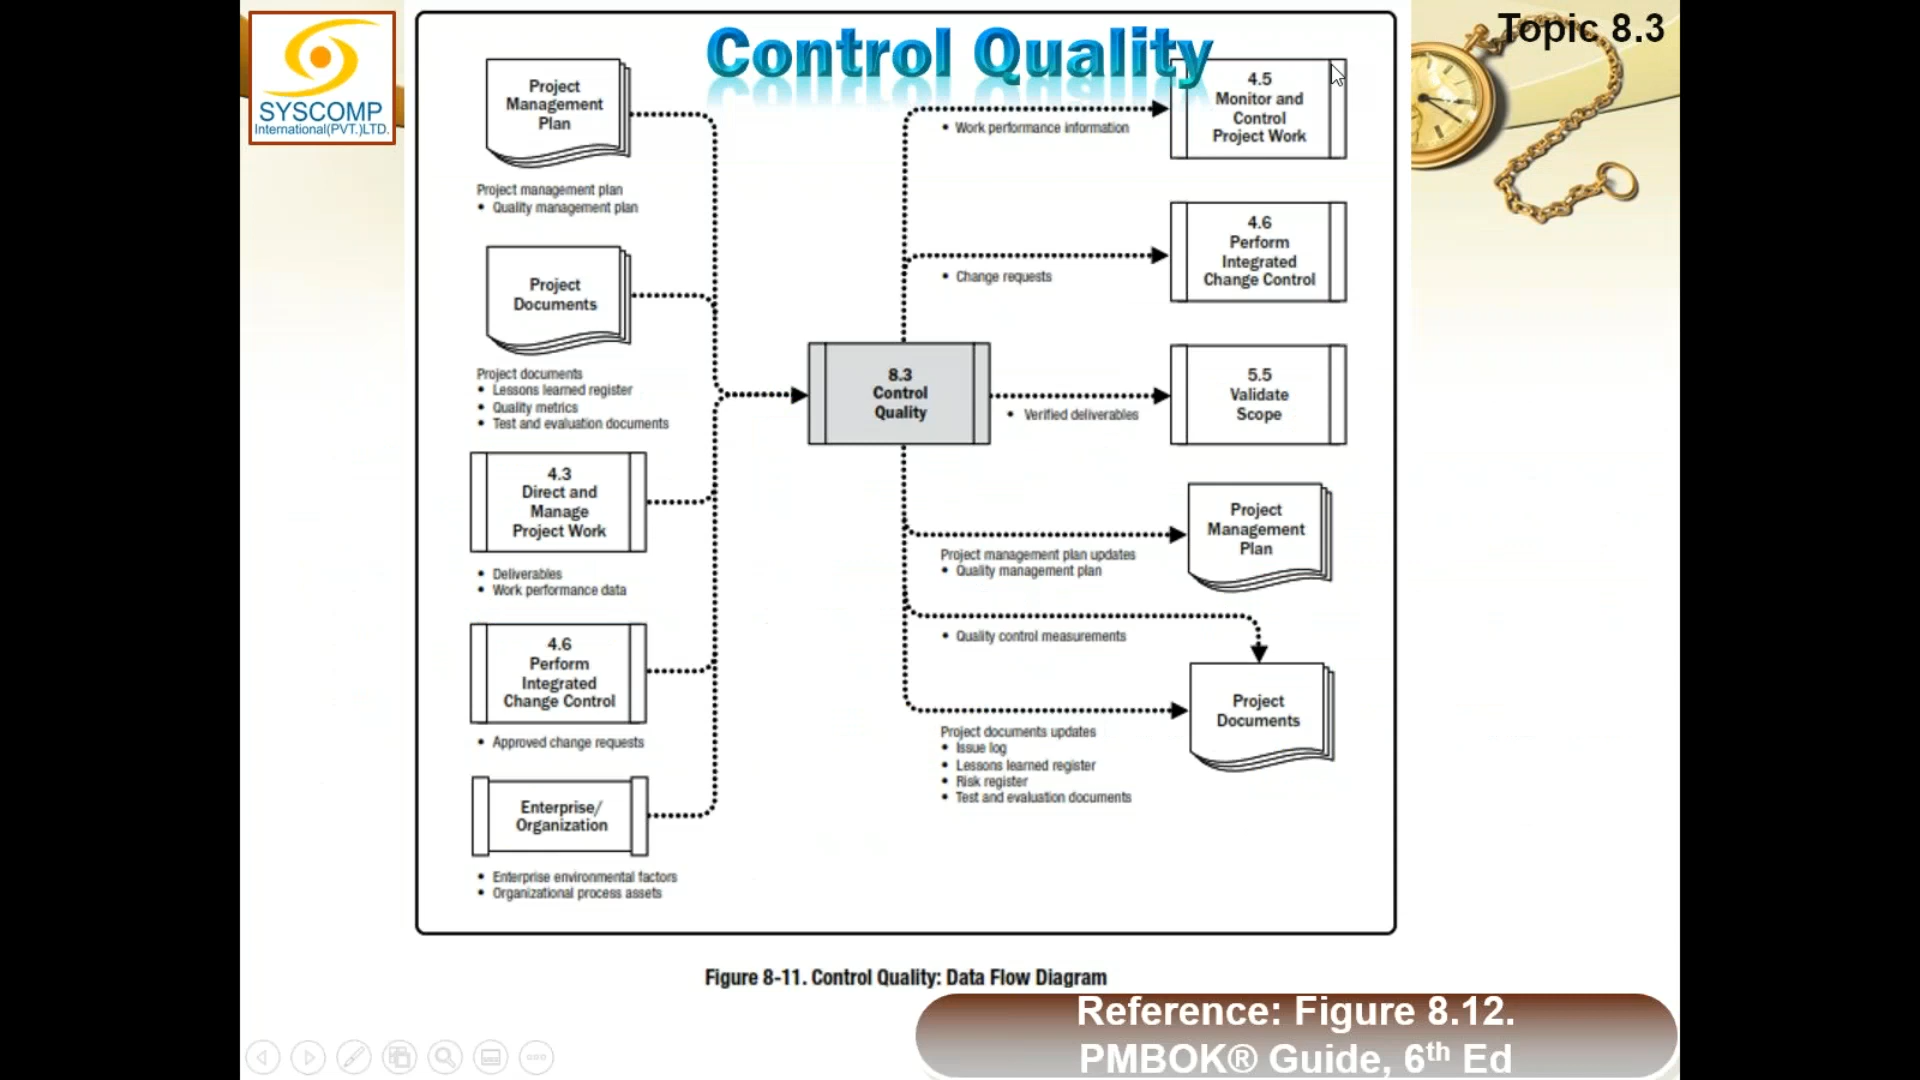 SYSCOMP
International(PVT.)LTD.
Control Quality
Topic 8.3
Project
Management
Plan
Project management plan
• Quality management plan
Project
Documents
Project documents
• Lessons learned register
• Quality metrics
• Test and evaluation documents
4.3
Direct and
Manage
Project Work
• Deliverables
• Work performance data
4.6
Perform
Integrated
Change Control
• Approved change requests
Enterprise/
Organization
• Enterprise environmental factors
• Organizational process assets
8.3
Control
Quality
• Work performance information
4.5
Monitor and
Control
Project Work
• Change requests
4.6
Perform
Integrated
Change Control
• Verified deliverables
5.5
Validate
Scope
Project management plan updates
• Quality management plan
Project
Management
Plan
• Quality control measurements
Project documents updates
• Issue log
• Lessons learned register
• Risk register
• Test and evaluation documents
Project
Documents
Figure 8-11. Control Quality: Data Flow Diagram
Reference: Figure 8.12.
PMBOK® Guide, 6th Ed